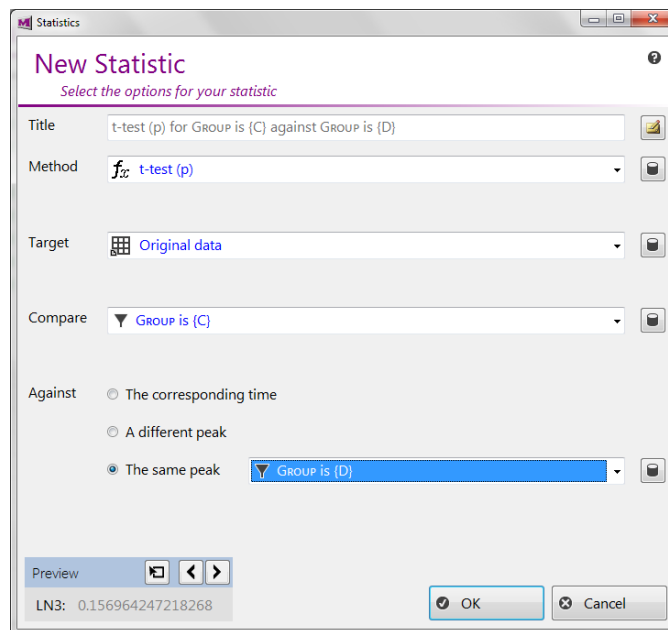 Statistics
New Statistic
Select the options for your statistic
Title t-test (p) for GROUP is {C} against GROUP is {D}
Method fx t-test (p)
Target Original data
Compare GROUP is {C}
Against The corresponding time
A different peak
The same peak GROUP is {D}
Preview
LN3: 0.156964247218268
OK Cancel